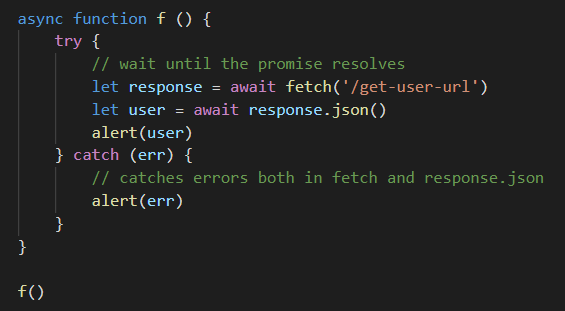 async function f () {
    try {
        // wait until the promise resolves
        let response = await fetch('/get-user-url')
        let user = await response.json()
        alert(user)
    } catch (err) {
        // catches errors both in fetch and response.json
        alert(err)
    }
}

f()